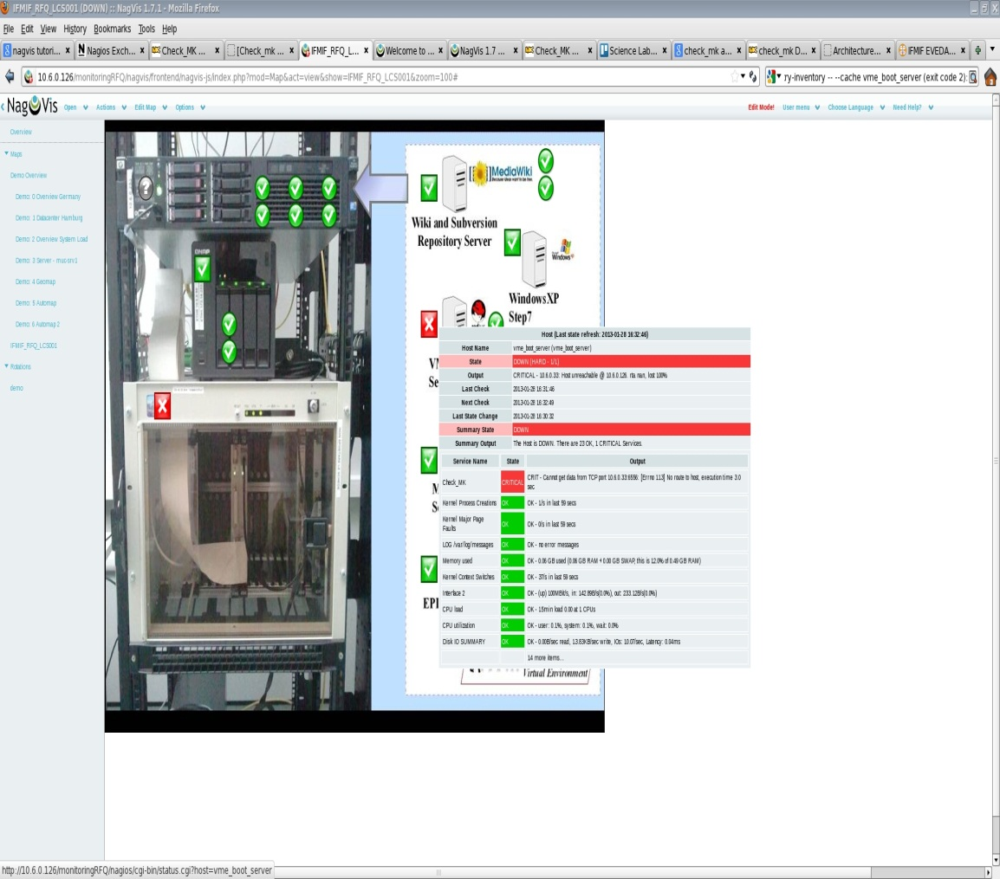 IFMIF_RFQ_LCS001 (DOWN) :: NagVis 1.7.1 - Mozilla Firefox
File Edit View History Bookmarks Tools Help
nagvis tutori... Nagios Exch... Check_MK ... [Check_mk ... IFMIF_RFQ_L... Welcome to ... NagVis 1.7 ... Check_MK ... Science Lab... check_mk a... check_mk D... Architecture... IFMIF EVEDA...
10.6.0.126/monitoringRFQ/nagvis/frontend/nagvis-js/index.php?mod=Map&act=view&show=IFMIF_RFQ_LCS001&zoom=100#
ry-inventory -- --cache vme_boot_server (exit code 2):
NagVis Open Actions Edit Map Options Edit Mode! User menu Choose Language Need Help?
Overview
Maps
Demo Overview
Demo: 0 Overview Germany
Demo: 1 Datacenter Hamburg
Demo: 2 Overview System Load
Demo: 3 Server - muc-srv1
Demo: 4 Geomap
Demo: 5 Automap
Demo: 6 Automap 2
IFMIF_RFQ_LCS001
Rotations
demo
[[MediaWiki
Wiki and Subversion
Repository Server
Windows XP
WindowsXP
Step7
QNAP
Host (Last state refresh: 2013-01-28 16:32:46)
Host Name vme_boot_server (vme_boot_server)
State DOWN (HARD - 1/1)
Output CRITICAL - 10.6.0.33: Host unreachable @ 10.6.0.126. rta nan, lost 100%
Last Check 2013-01-28 16:31:46
Next Check 2013-01-28 16:32:49
Last State Change 2013-01-28 16:30:32
Summary State DOWN
Summary Output The Host is DOWN. There are 23 OK, 1 CRITICAL Services.
Service Name State Output
Check_MK CRITICAL CRIT - Cannot get data from TCP port 10.6.0.33:6556: [Errno 113] No route to host, execution time 3.0
sec
Kernel Process Creations OK OK - 1/s in last 59 secs
Kernel Major Page
Faults OK OK - 0/s in last 59 secs
LOG /var/log/messages OK OK - no error messages
Memory used OK OK - 0.06 GB used (0.06 GB RAM + 0.00 GB SWAP, this is 12.0% of 0.49 GB RAM)
Kernel Context Switches OK OK - 37/s in last 59 secs
Interface 2 OK OK - (up) 100MBit/s, in: 142.89B/s(0.0%), out: 233.12B/s(0.0%)
CPU load OK OK - 15min load 0.00 at 1 CPUs
CPU utilization OK OK - user: 0.1%, system: 0.1%, wait: 0.0%
Disk IO SUMMARY OK OK - 0.00B/sec read, 13.83KB/sec write, IOs: 10.07/sec, Latency: 0.04ms
14 more items...
Virtual Environment
http://10.6.0.126/monitoringRFQ/nagios/cgi-bin/status.cgi?host=vme_boot_server